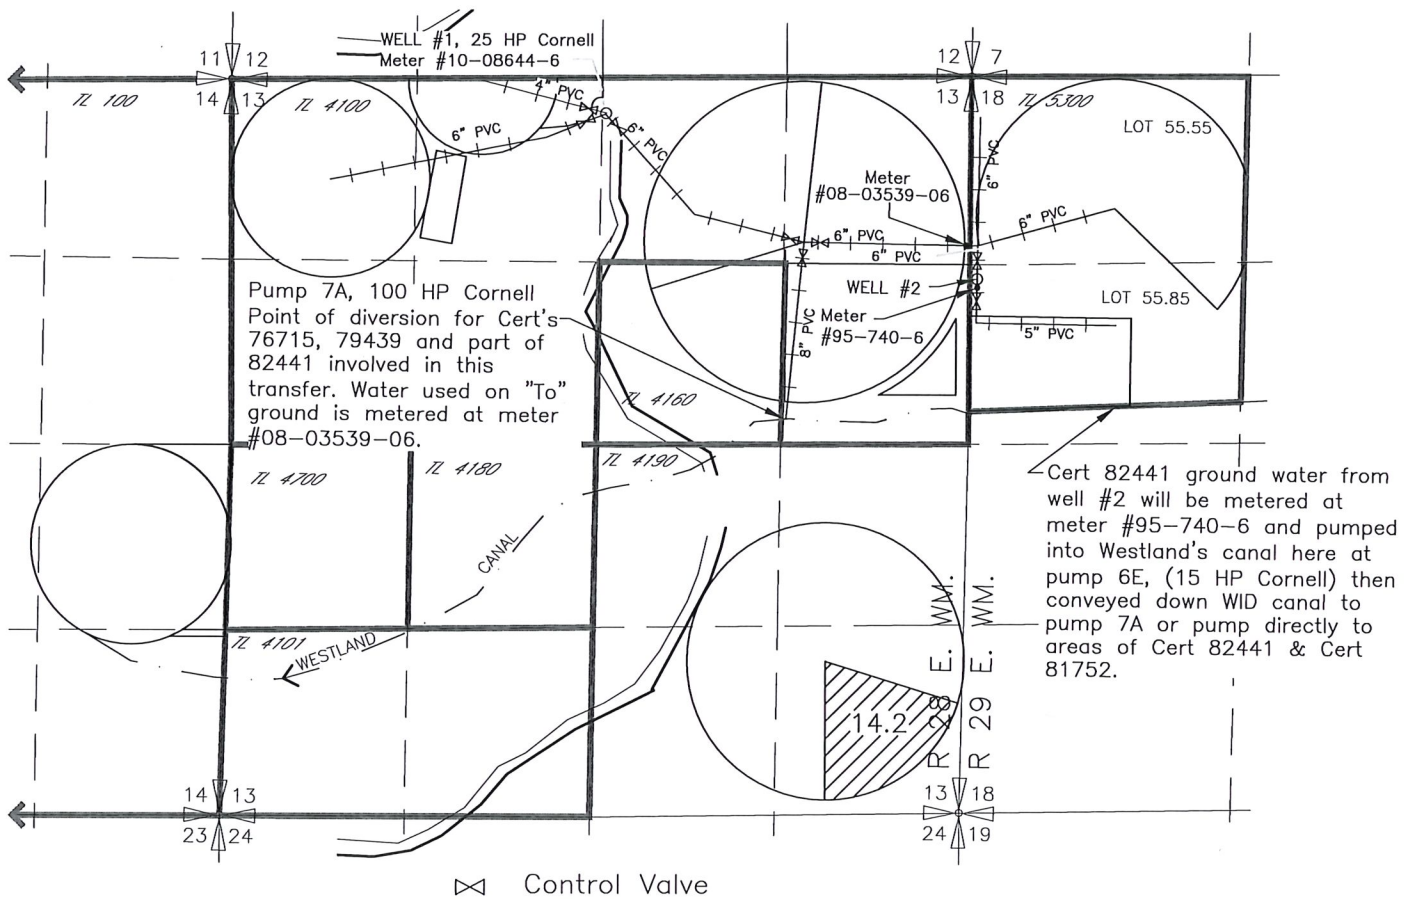 WELL #1, 25 HP Cornell
Meter #10-08644-6
11 12
14 13
12 7
13 18
TL 100
TL 4100
4" PVC
6" PVC
6" PVC
TL 5300
LOT 55.55
6" PVC
Meter
#08-03539-06
6" PVC
6" PVC
6" PVC
WELL #2
Meter
#95-740-6
8" PVC
LOT 55.85
5" PVC
Pump 7A, 100 HP Cornell
Point of diversion for Cert's
76715, 79439 and part of
82441 involved in this
transfer. Water used on "To"
ground is metered at meter
#08-03539-06.
TL 4160
TL 4700
TL 4180
TL 4190
CANAL
Cert 82441 ground water from
well #2 will be metered at
meter #95-740-6 and pumped
into Westland's canal here at
pump 6E, (15 HP Cornell) then
conveyed down WID canal to
pump 7A or pump directly to
areas of Cert 82441 & Cert
81752.
TL 4101
WESTLAND
14.2
R 28 E. WM.
R 29 E. WM.
14 13
23 24
13 18
24 19
Control Valve